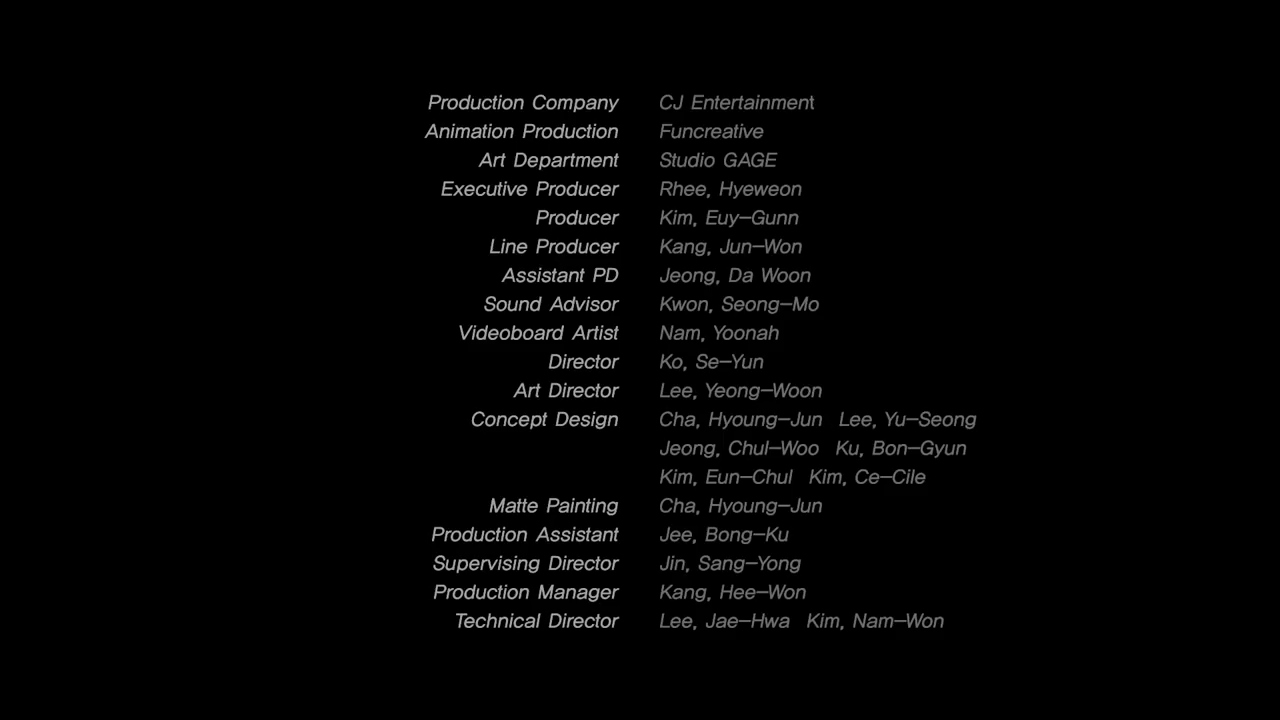 Production Company CJ Entertainment
Animation Production Funcreative
Art Department Studio GAGE
Executive Producer Rhee, Hyeweon
Producer Kim, Euy-Gunn
Line Producer Kang, Jun-Won
Assistant PD Jeong, Da Woon
Sound Advisor Kwon, Seong-Mo
Videoboard Artist Nam, Yoonah
Director Ko, Se-Yun
Art Director Lee, Yeong-Woon
Concept Design Cha, Hyoung-Jun Lee, Yu-Seong
Jeong, Chul-Woo Ku, Bon-Gyun
Kim, Eun-Chul Kim, Ce-Cile
Matte Painting Cha, Hyoung-Jun
Production Assistant Jee, Bong-Ku
Supervising Director Jin, Sang-Yong
Production Manager Kang, Hee-Won
Technical Director Lee, Jae-Hwa Kim, Nam-Won